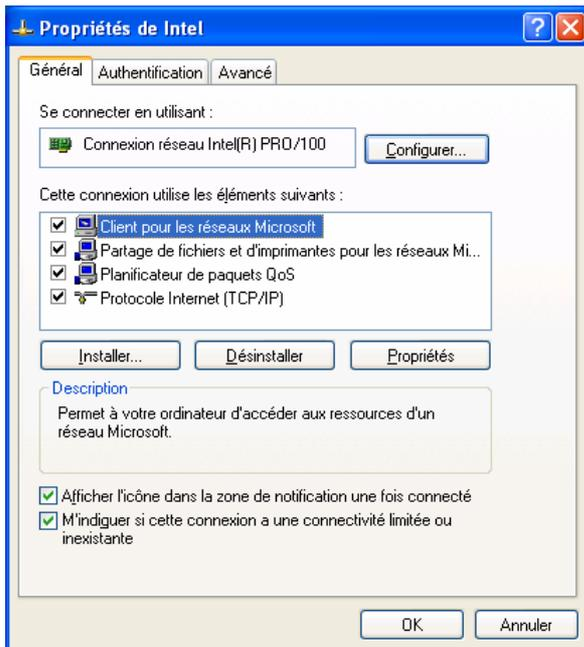 Propriétés de Intel
Général Authentification Avancé
Se connecter en utilisant :
Connexion réseau Intel(R) PRO/100 Configurer...
Cette connexion utilise les éléments suivants :
Client pour les réseaux Microsoft
Partage de fichiers et d'imprimantes pour les réseaux Mi...
Planificateur de paquets QoS
Protocole Internet (TCP/IP)
Installer... Désinstaller Propriétés
Description
Permet à votre ordinateur d'accéder aux ressources d'un
réseau Microsoft.
Afficher l'icône dans la zone de notification une fois connecté
M'indiquer si cette connexion a une connectivité limitée ou
inexistante
OK Annuler